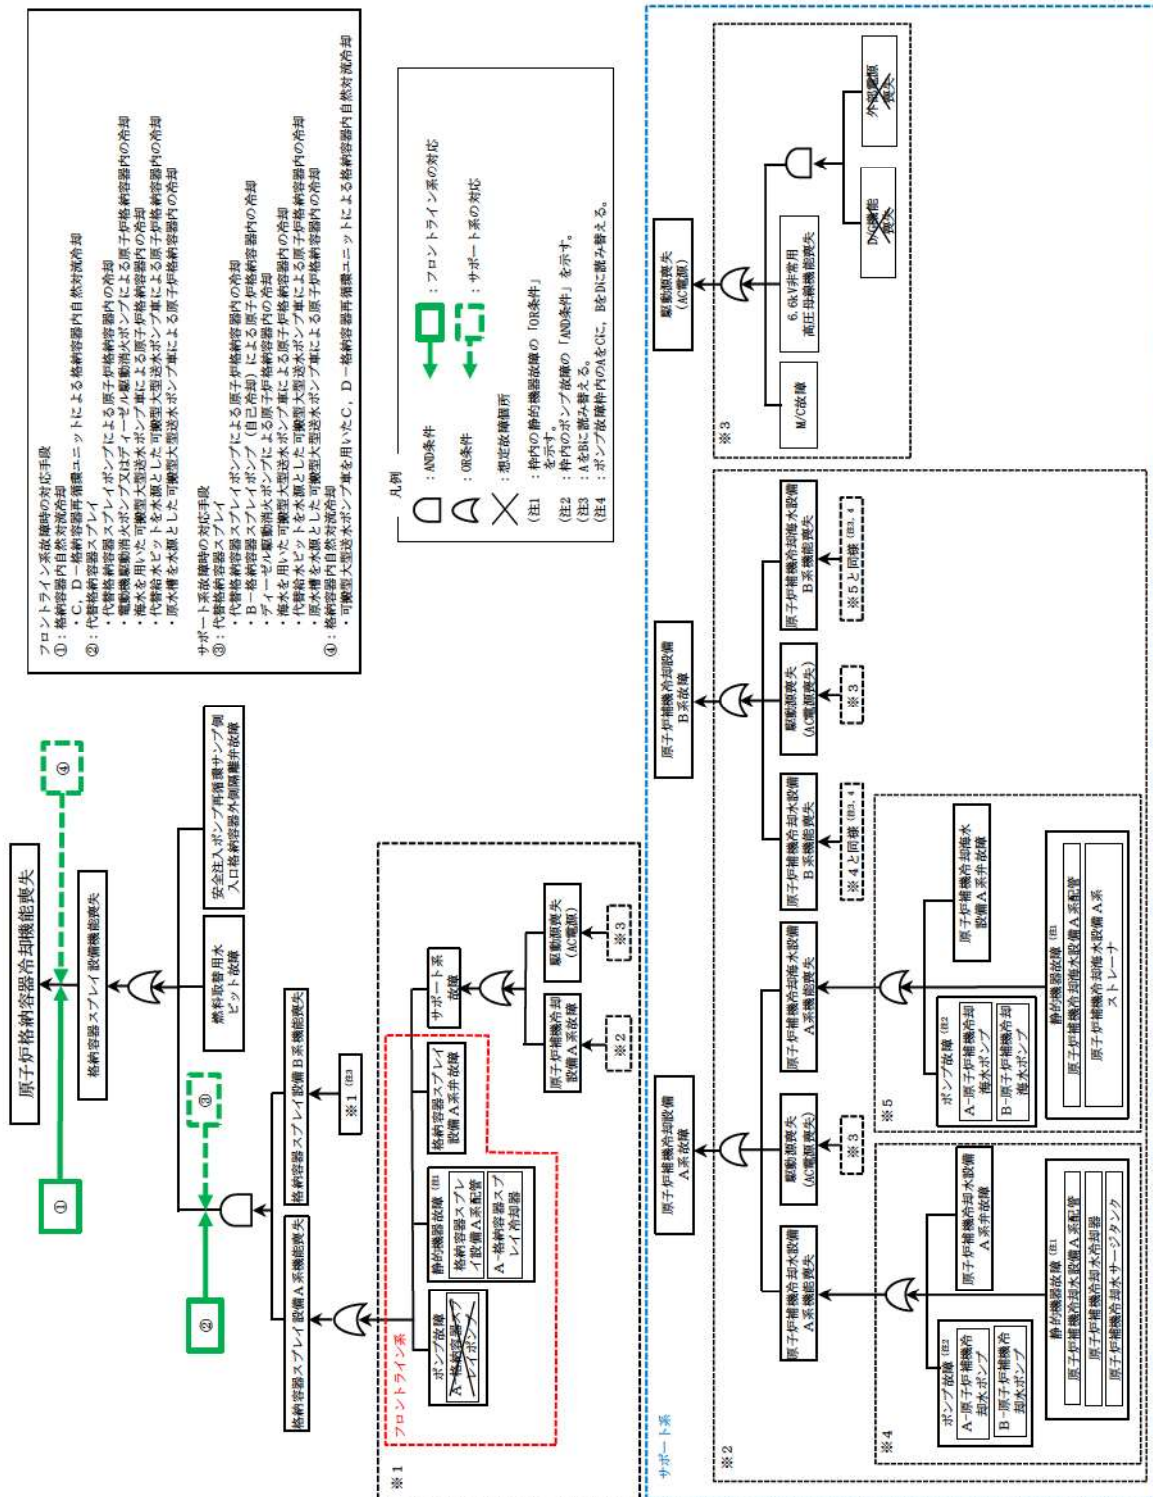 原子炉格納容器冷却機能喪失
①
④
格納容器スプレイ設備機能喪失
燃料取替用水
ピット故障
安全注入ポンプ再循環サンプ側
入口格納容器外側隔離弁故障
②
③
格納容器スプレイ設備A系機能喪失
格納容器スプレイ設備B系機能喪失
※1 (注3
※1
フロントライン系
ポンプ故障
A-格納容器スプ
レイポンプ
静的機器故障 (注1
格納容器スプレ
イ設備A系配管
A-格納容器スプ
レイ冷却器
格納容器スプレイ
設備A系弁故障
サポート系
故障
原子炉補機冷却
設備A系故障
駆動源喪失
(AC電源)
※2
※3
フロントライン系故障時の対応手段
①:格納容器内自然対流冷却
・C,D-格納容器再循環ユニットによる格納容器内自然対流冷却
②:代替格納容器スプレイ
・代替格納容器スプレイポンプによる原子炉格納容器内の冷却
・電動機駆動消火ポンプ又はディーゼル駆動消火ポンプによる原子炉格納容器内の冷却
・海水を用いた可搬型大型送水ポンプ車による原子炉格納容器内の冷却
・代替給水ピットを水源とした可搬型大型送水ポンプ車による原子炉格納容器内の冷却
・原水槽を水源とした可搬型大型送水ポンプ車による原子炉格納容器内の冷却
サポート系故障時の対応手段
③:代替格納容器スプレイ
・代替格納容器スプレイポンプによる原子炉格納容器内の冷却
・B-格納容器スプレイポンプ(自己冷却)による原子炉格納容器内の冷却
・ディーゼル駆動消火ポンプによる原子炉格納容器内の冷却
・海水を用いた可搬型大型送水ポンプ車による原子炉格納容器内の冷却
・代替給水ピットを水源とした可搬型大型送水ポンプ車による原子炉格納容器内の冷却
・原水槽を水源とした可搬型大型送水ポンプ車による原子炉格納容器内の冷却
④:格納容器内自然対流冷却
・可搬型大型送水ポンプ車を用いたC,D-格納容器再循環ユニットによる格納容器内自然対流冷却
凡例
:AND条件
:フロントライン系の対応
:OR条件
:サポート系の対応
:想定故障個所
(注1 :枠内の静的機器故障の「OR条件」
を示す。
(注2 :枠内のポンプ故障の「AND条件」を示す。
(注3 :AをBに読み替える。
(注4 :ポンプ故障枠内のAをCに,BをDに読み替える。
サポート系
原子炉補機冷却設備
A系故障
原子炉補機冷却設備
B系故障
駆動源喪失
(AC電源)
※2
原子炉補機冷却水設備
A系機能喪失
駆動源喪失
(AC電源喪失)
※3
原子炉補機冷却海水設備
A系機能喪失
原子炉補機冷却水設備
B系機能喪失
※4と同様 (注3, 4
駆動源喪失
(AC電源喪失)
※3
原子炉補機冷却海水設備
B系機能喪失
※5と同様 (注3, 4
※4
ポンプ故障 (注2
A-原子炉補機冷
却水ポンプ
B-原子炉補機冷
却水ポンプ
原子炉補機冷却水設備
A系弁故障
静的機器故障 (注1
原子炉補機冷却水設備A系配管
原子炉補機冷却水冷却器
原子炉補機冷却水サージタンク
※5
ポンプ故障 (注2
A-原子炉補機冷却
海水ポンプ
B-原子炉補機冷却
海水ポンプ
原子炉補機冷却海水
設備A系弁故障
静的機器故障 (注1
原子炉補機冷却海水設備A系配管
原子炉補機冷却海水設備A系
ストレーナ
※3
M/C故障
6.6kV非常用
高圧母線機能喪失
D/G機能
喪失
外部電源
喪失